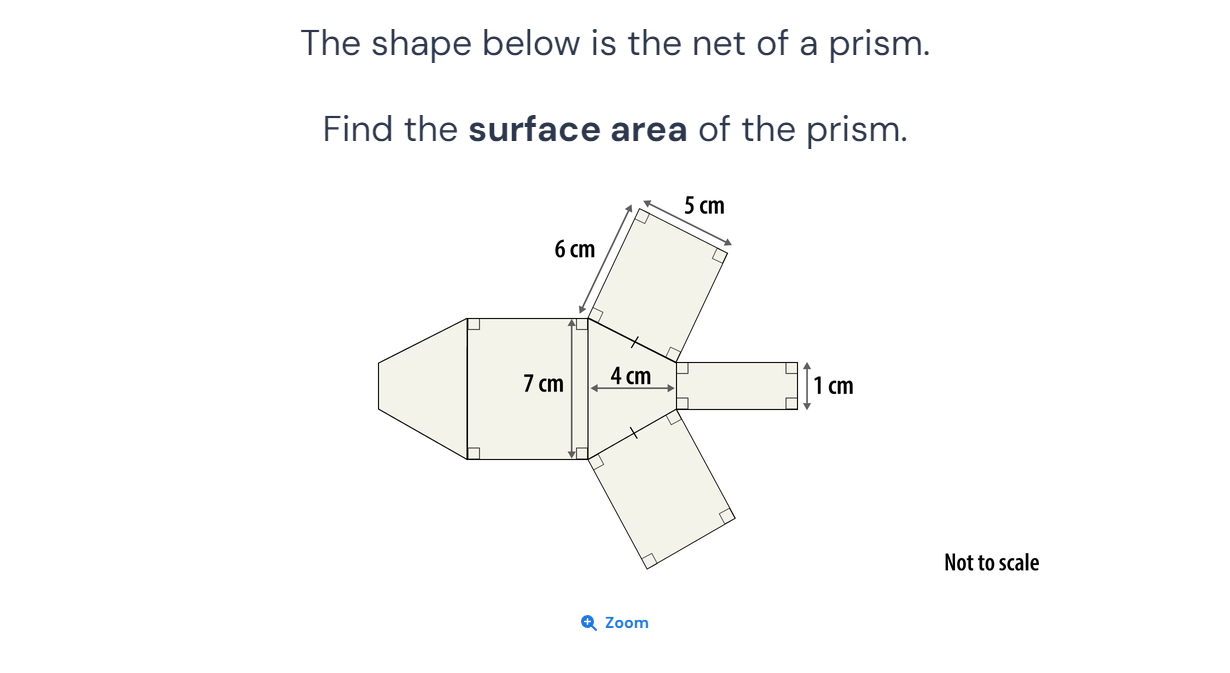 The shape below is the net of a prism.
Find the surface area of the prism.
5 cm
6 cm
7 cm
4 cm
1 cm
Not to scale
Zoom